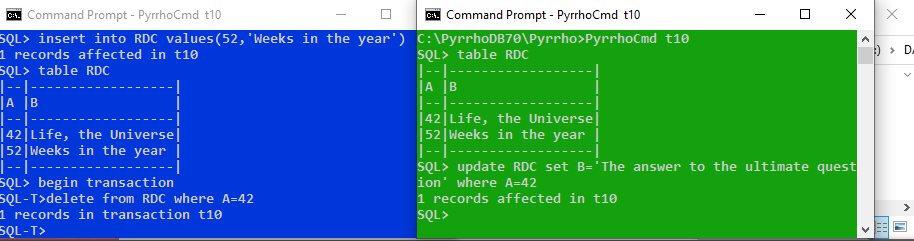 Command Prompt - PyrrhoCmd  t10
SQL> insert into RDC values(52,'Weeks in the year')
1 records affected in t10
SQL> table RDC
|--|------------------|
|A |B                 |
|--|------------------|
|42|Life, the Universe|
|52|Weeks in the year |
|--|------------------|
SQL> begin transaction
SQL-T>delete from RDC where A=42
1 records in transaction t10
SQL-T>
Command Prompt - PyrrhoCmd  t10
C:\PyrrhoDB70\Pyrrho>PyrrhoCmd t10
SQL> table RDC
|--|------------------|
|A |B                 |
|--|------------------|
|42|Life, the Universe|
|52|Weeks in the year |
|--|------------------|
SQL> update RDC set B='The answer to the ultimate quest
ion' where A=42
1 records affected in t10
SQL>